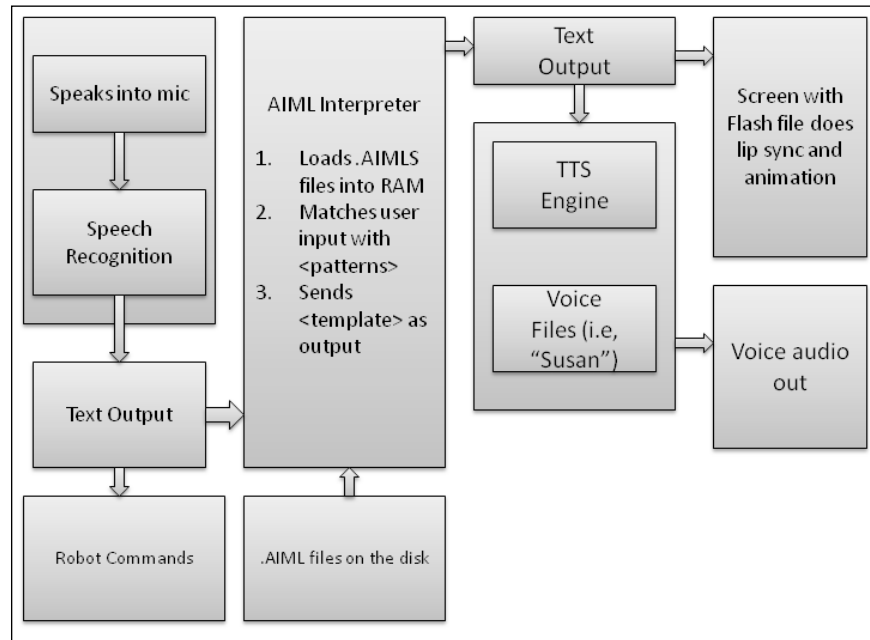 Speaks into mic
Speech
Recognition
Text Output
Robot Commands
AIML Interpreter
1. Loads .AIMLS
files into RAM
2. Matches user
input with
<patterns>
3. Sends
<template> as
output
.AIML files on the disk
Text
Output
TTS
Engine
Voice
Files (i.e,
“Susan”)
Screen with
Flash file does
lip sync and
animation
Voice audio
out